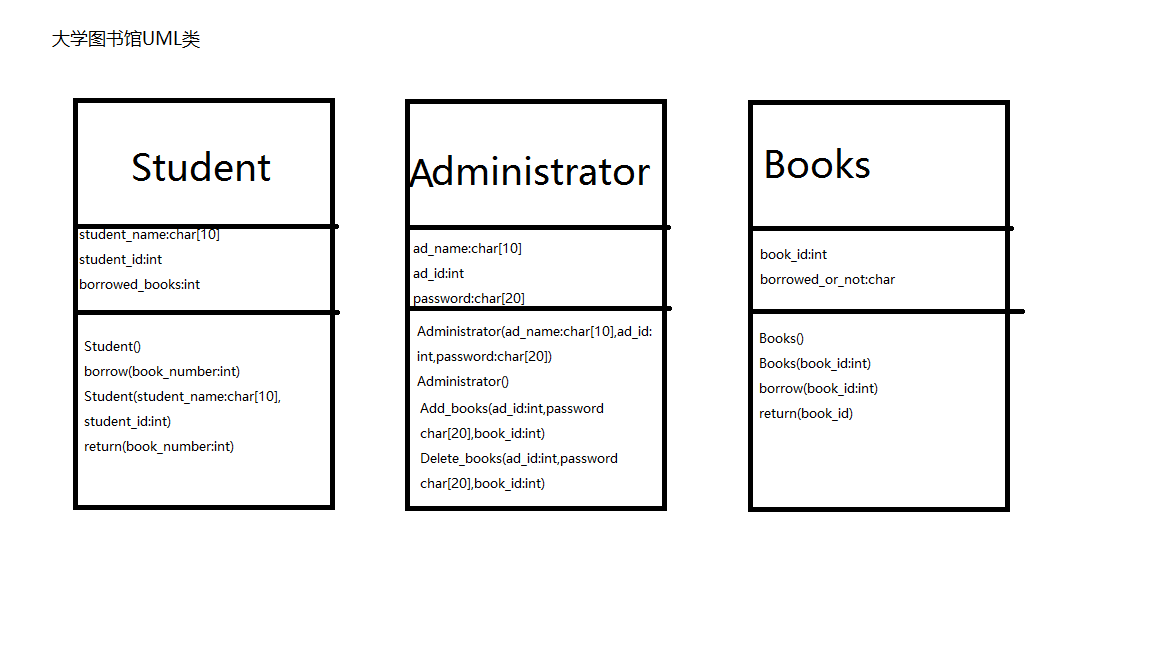 大学图书馆UML类
Student
student_name:char[10]
student_id:int
borrowed_books:int
Student()
borrow(book_number:int)
Student(student_name:char[10],
student_id:int)
return(book_number:int)
Administrator
ad_name:char[10]
ad_id:int
password:char[20]
Administrator(ad_name:char[10],ad_id:
int,password:char[20])
Administrator()
Add_books(ad_id:int,password
char[20],book_id:int)
Delete_books(ad_id:int,password
char[20],book_id:int)
Books
book_id:int
borrowed_or_not:char
Books()
Books(book_id:int)
borrow(book_id:int)
return(book_id)